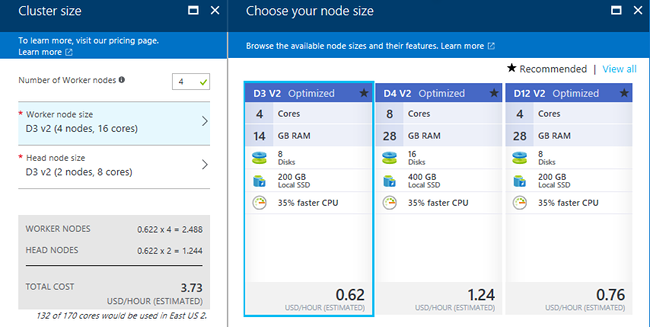 Cluster size
To learn more, visit our pricing page.
Learn more
Number of Worker nodes
4
* Worker node size
D3 v2 (4 nodes, 16 cores)
* Head node size
D3 v2 (2 nodes, 8 cores)
WORKER NODES 0.622 x 4 = 2.488
HEAD NODES 0.622 x 2 = 1.244
TOTAL COST 3.73
USD/HOUR (ESTIMATED)
132 of 170 cores would be used in East US 2.
Choose your node size
Browse the available node sizes and their features. Learn more
★ Recommended | View all
D3 V2 Optimized ★
4 Cores
14 GB RAM
8
Disks
200 GB
Local SSD
35% faster CPU
0.62
USD/HOUR (ESTIMATED)
D4 V2 Optimized ★
8 Cores
28 GB RAM
16
Disks
400 GB
Local SSD
35% faster CPU
1.24
USD/HOUR (ESTIMATED)
D12 V2 Optimized ★
4 Cores
28 GB RAM
8
Disks
200 GB
Local SSD
35% faster CPU
0.76
USD/HOUR (ESTIMATED)